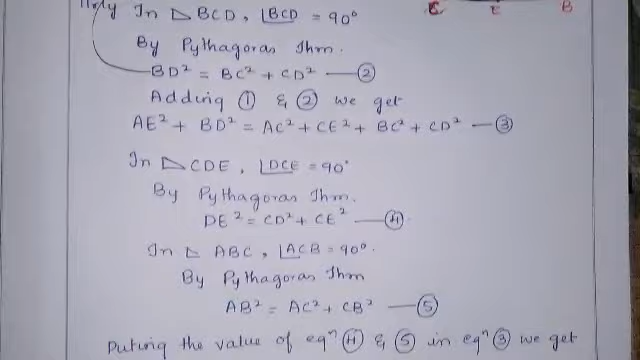 C E B
In ⊿ BCD, ∠BCD = 90°
By Pythagoras Thm.
BD² = BC² + CD² — ②
Adding ① & ② we get
AE² + BD² = AC² + CE² + BC² + CD² — ③
In ⊿ CDE, ∠DCE = 90°
By Pythagoras Thm.
DE² = CD² + CE² — ④
In ⊿ ABC, ∠ACB = 90°.
By Pythagoras Thm
AB² = AC² + CB² — ⑤
Puting the value of eqⁿ ④ & ⑤ in eqⁿ ③ we get